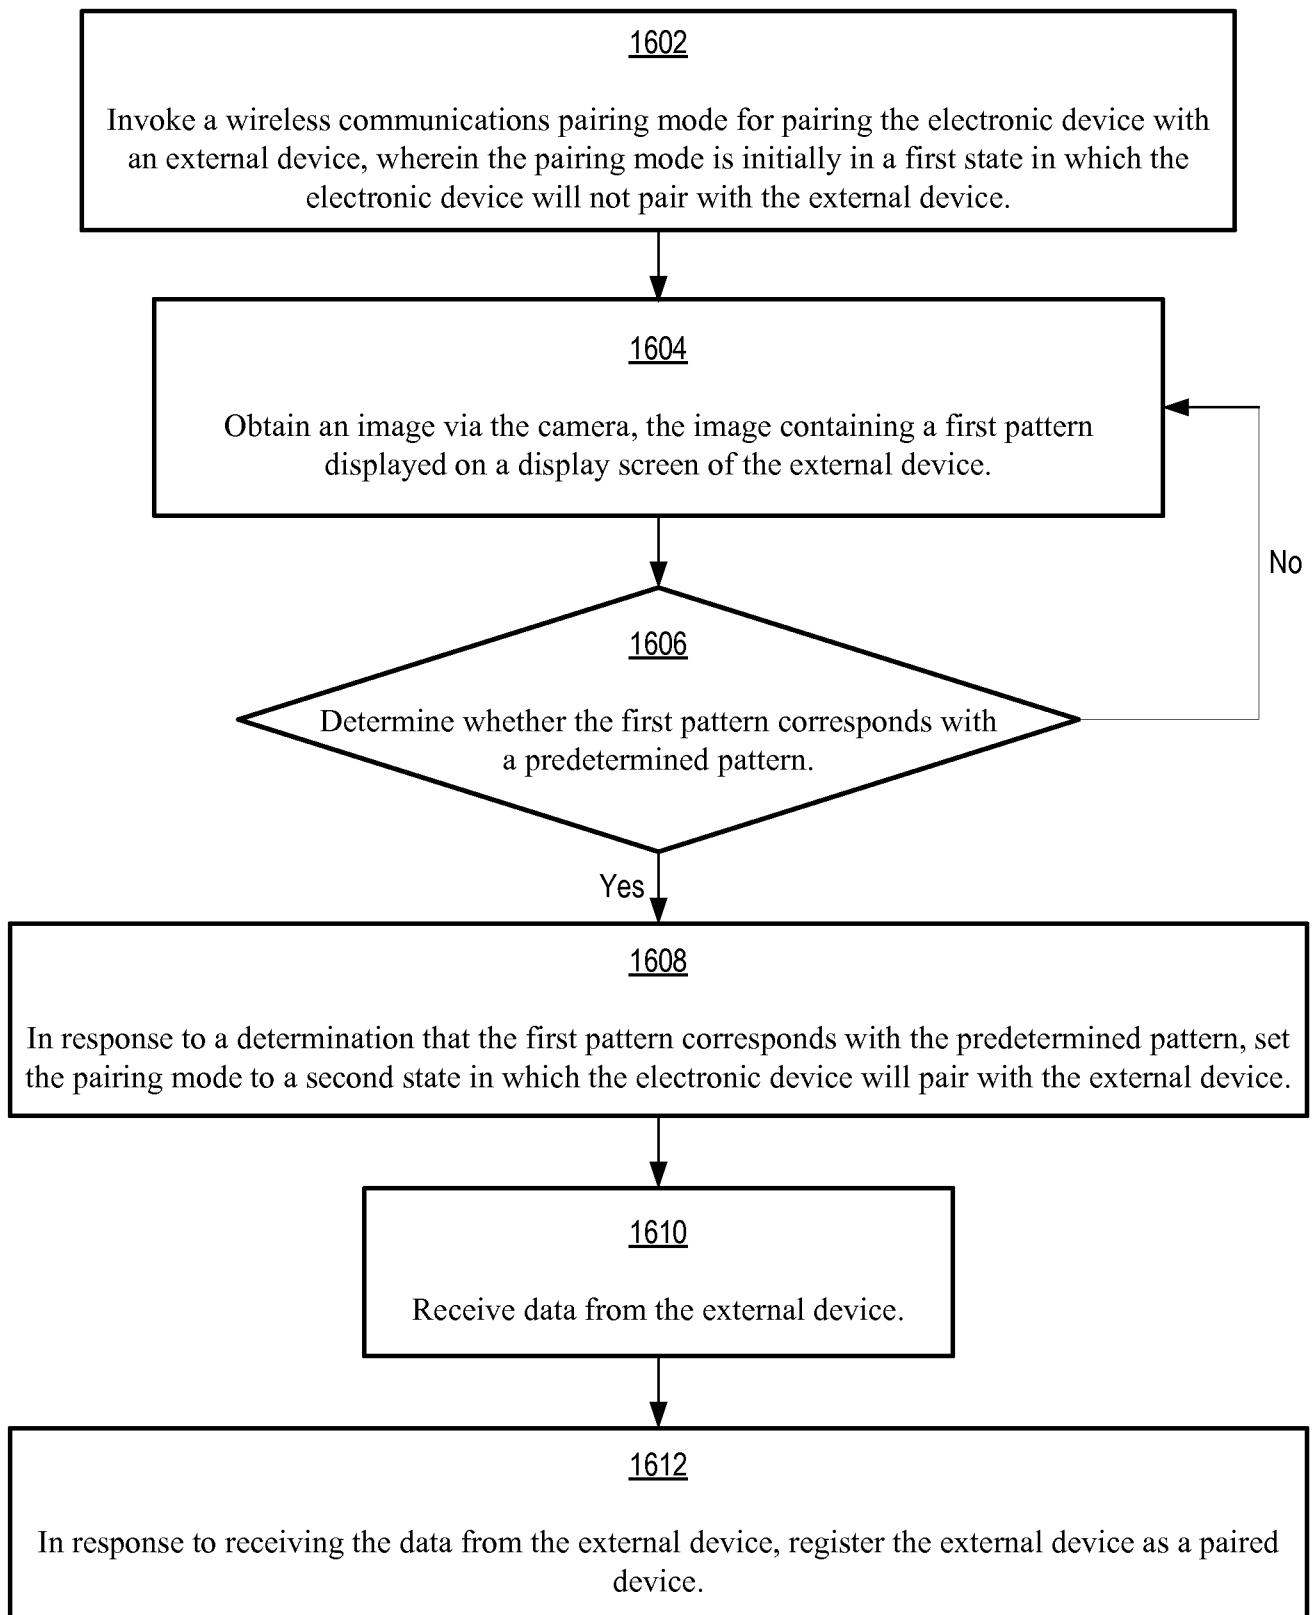 1602
Invoke a wireless communications pairing mode for pairing the electronic device with
an external device, wherein the pairing mode is initially in a first state in which the
electronic device will not pair with the external device.
1604
Obtain an image via the camera, the image containing a first pattern
displayed on a display screen of the external device.
No
1606
Determine whether the first pattern corresponds with
a predetermined pattern.
Yes
1608
In response to a determination that the first pattern corresponds with the predetermined pattern, set
the pairing mode to a second state in which the electronic device will pair with the external device.
1610
Receive data from the external device.
1612
In response to receiving the data from the external device, register the external device as a paired
device.